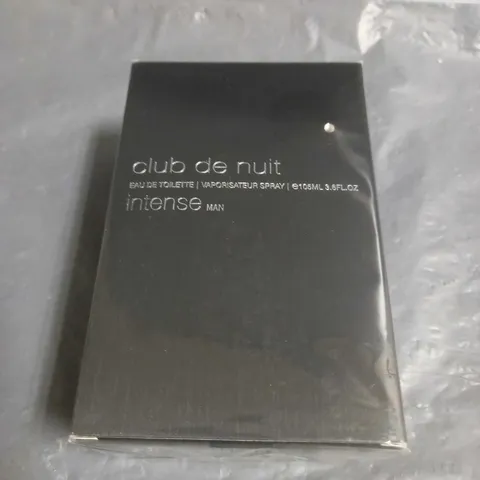 club de nuit
EAU DE TOILETTE | VAPORISATEUR SPRAY | ℮105ML 3.6FL.OZ
intense MAN